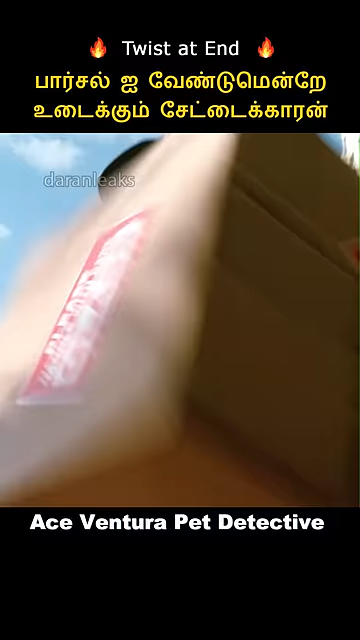 🔥 Twist at End 🔥
பார்சல் ஐ வேண்டுமென்றே
உடைக்கும் சேட்டைக்காரன்
daranleaks
Ace Ventura Pet Detective